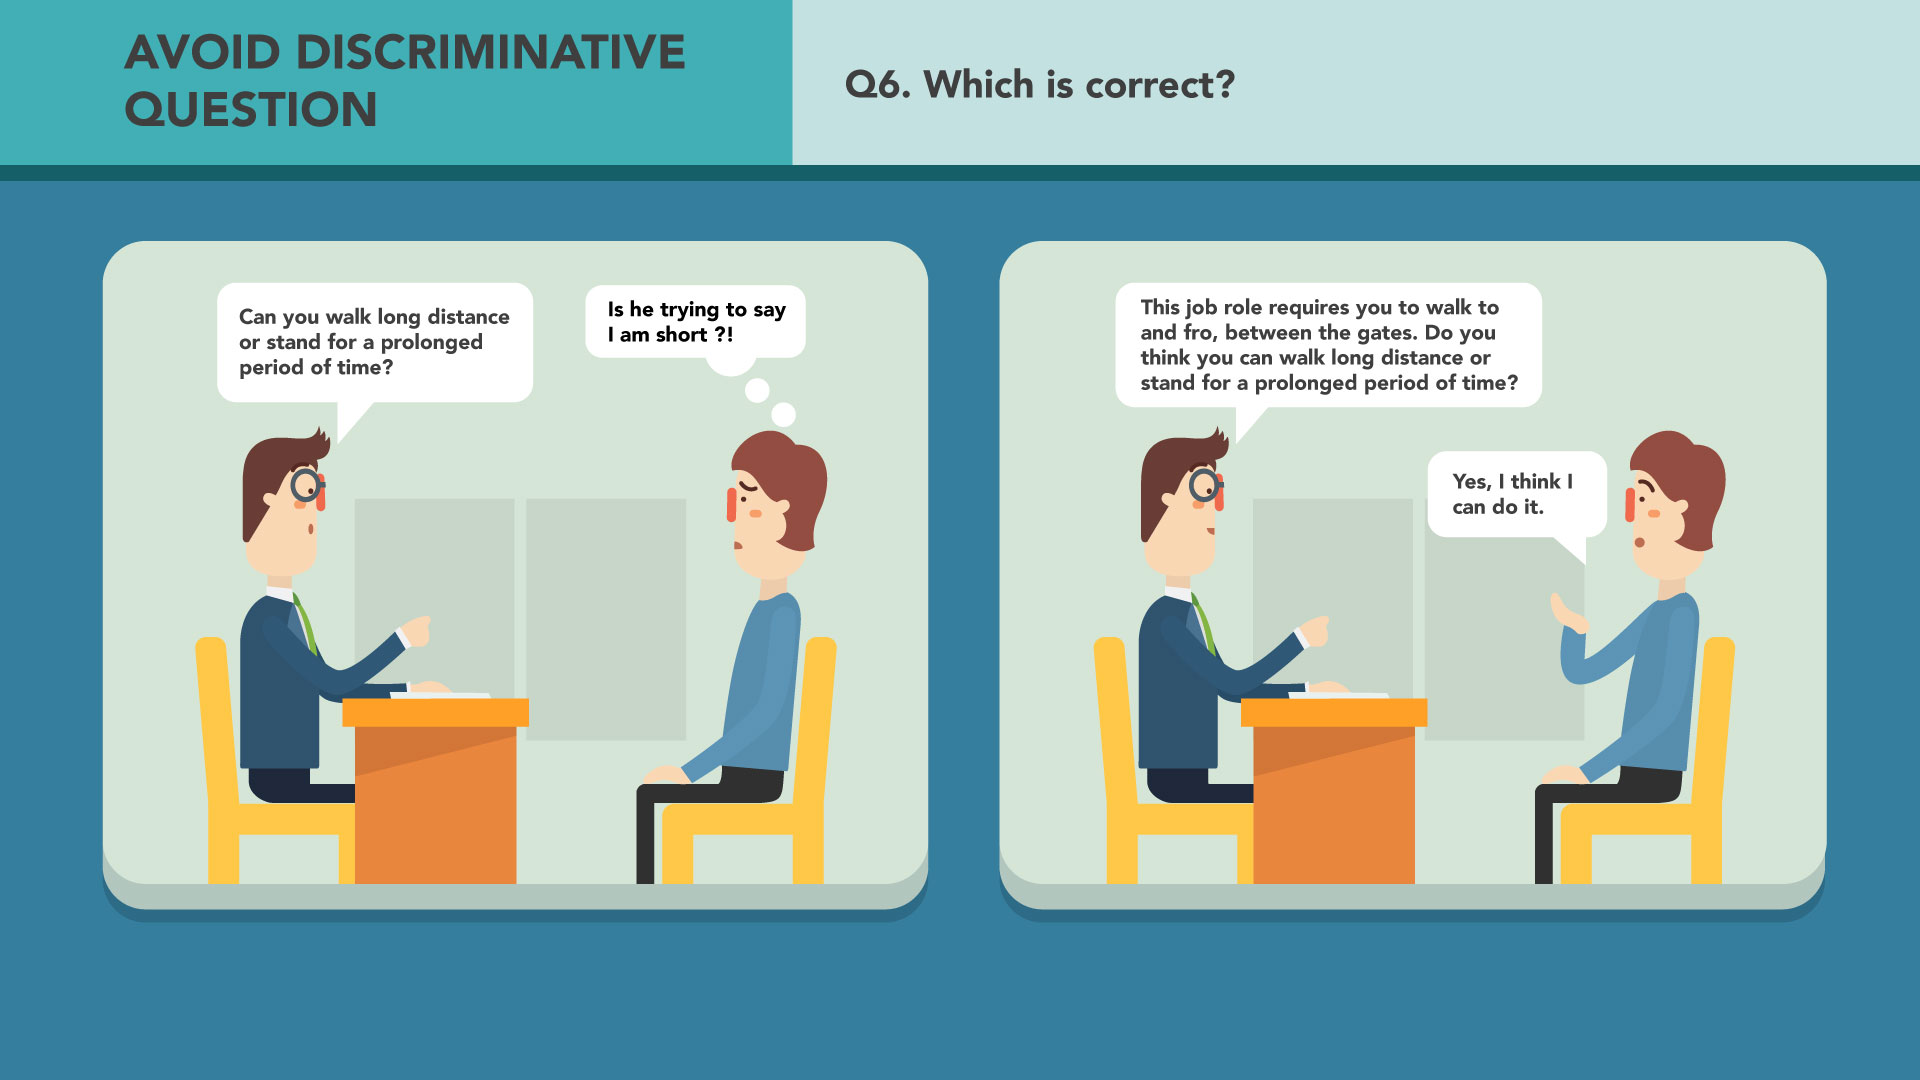 AVOID DISCRIMINATIVE
QUESTION
Q6. Which is correct?
Can you walk long distance
or stand for a prolonged
period of time?
Is he trying to say
I am short ?!
This job role requires you to walk to
and fro, between the gates. Do you
think you can walk long distance or
stand for a prolonged period of time?
Yes, I think I
can do it.